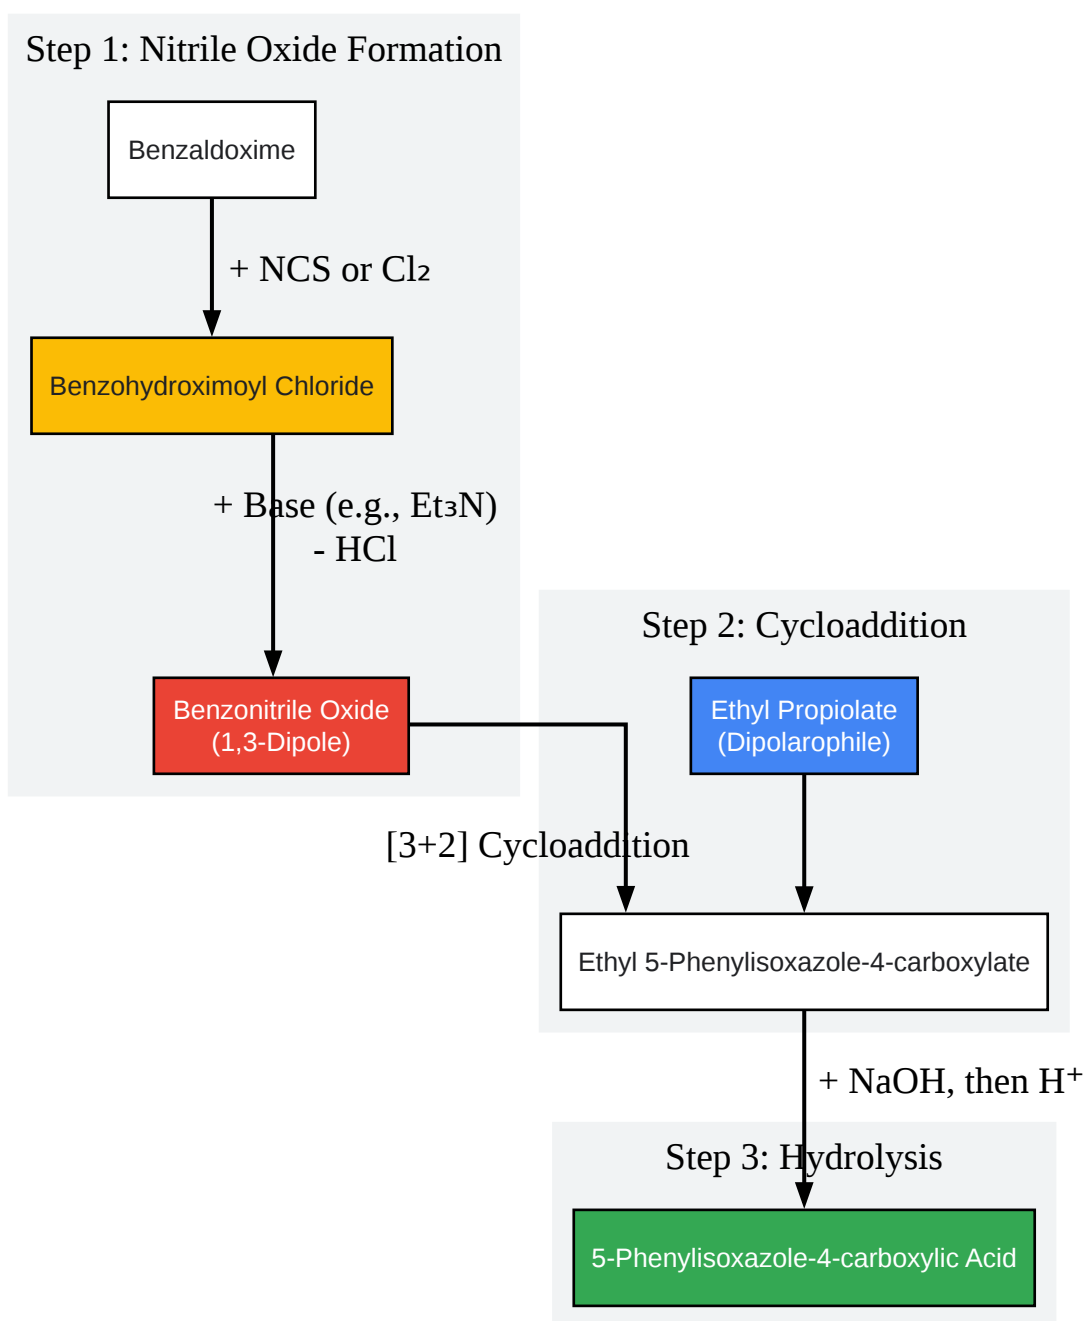 Step 1: Nitrile Oxide Formation
Benzaldoxime
+ NCS or Cl₂
Benzohydroximoyl Chloride
+ Base (e.g., Et₃N)
- HCl
Benzonitrile Oxide
(1,3-Dipole)
Step 2: Cycloaddition
Ethyl Propiolate
(Dipolarophile)
[3+2] Cycloaddition
Ethyl 5-Phenylisoxazole-4-carboxylate
+ NaOH, then H⁺
Step 3: Hydrolysis
5-Phenylisoxazole-4-carboxylic Acid